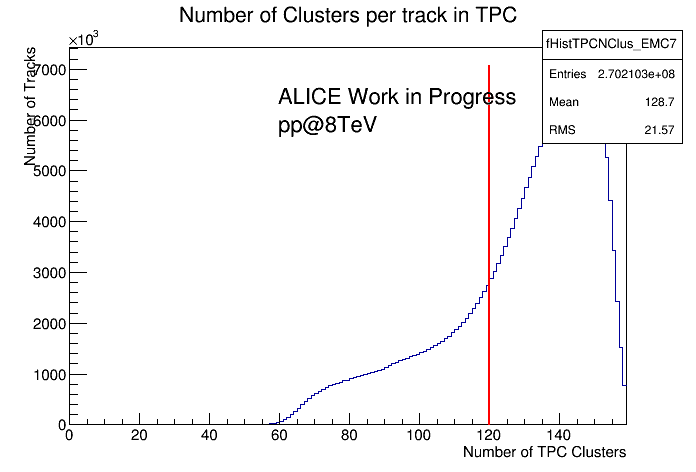 Number of Clusters per track in TPC
×10³
fHistTPCNClus_EMC7
Entries 2.702103e+08
Mean 128.7
RMS 21.57
ALICE Work in Progress
pp@8TeV
Number of Tracks
7000
6000
5000
4000
3000
2000
1000
0
0 20 40 60 80 100 120 140
Number of TPC Clusters